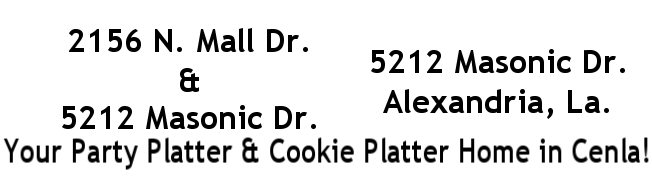 2156 N. Mall Dr.
&
5212 Masonic Dr.
5212 Masonic Dr.
Alexandria, La.
Your Party Platter & Cookie Platter Home in Cenla!